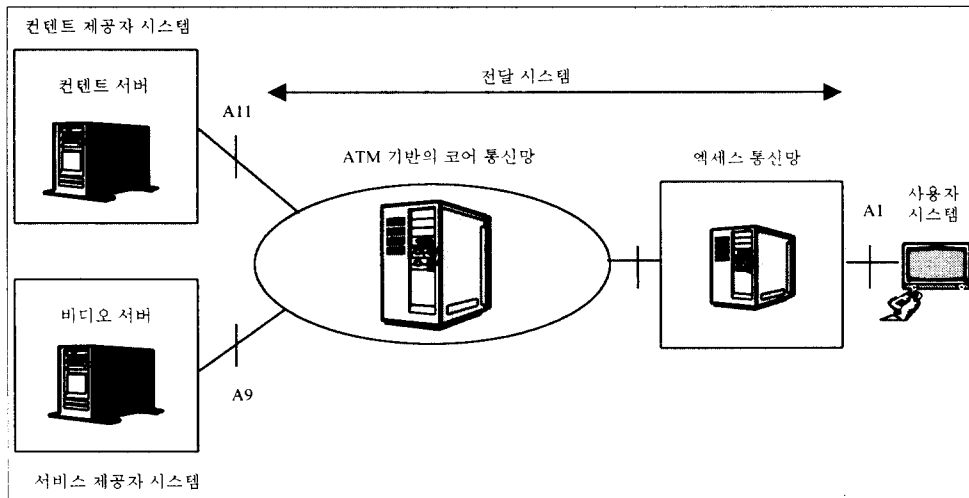 컨텐트 제공자 시스템
컨텐트 서버
전달 시스템
A11
ATM 기반의 코어 통신망
엑세스 통신망
사용자
시스템
A1
비디오 서버
A9
서비스 제공자 시스템